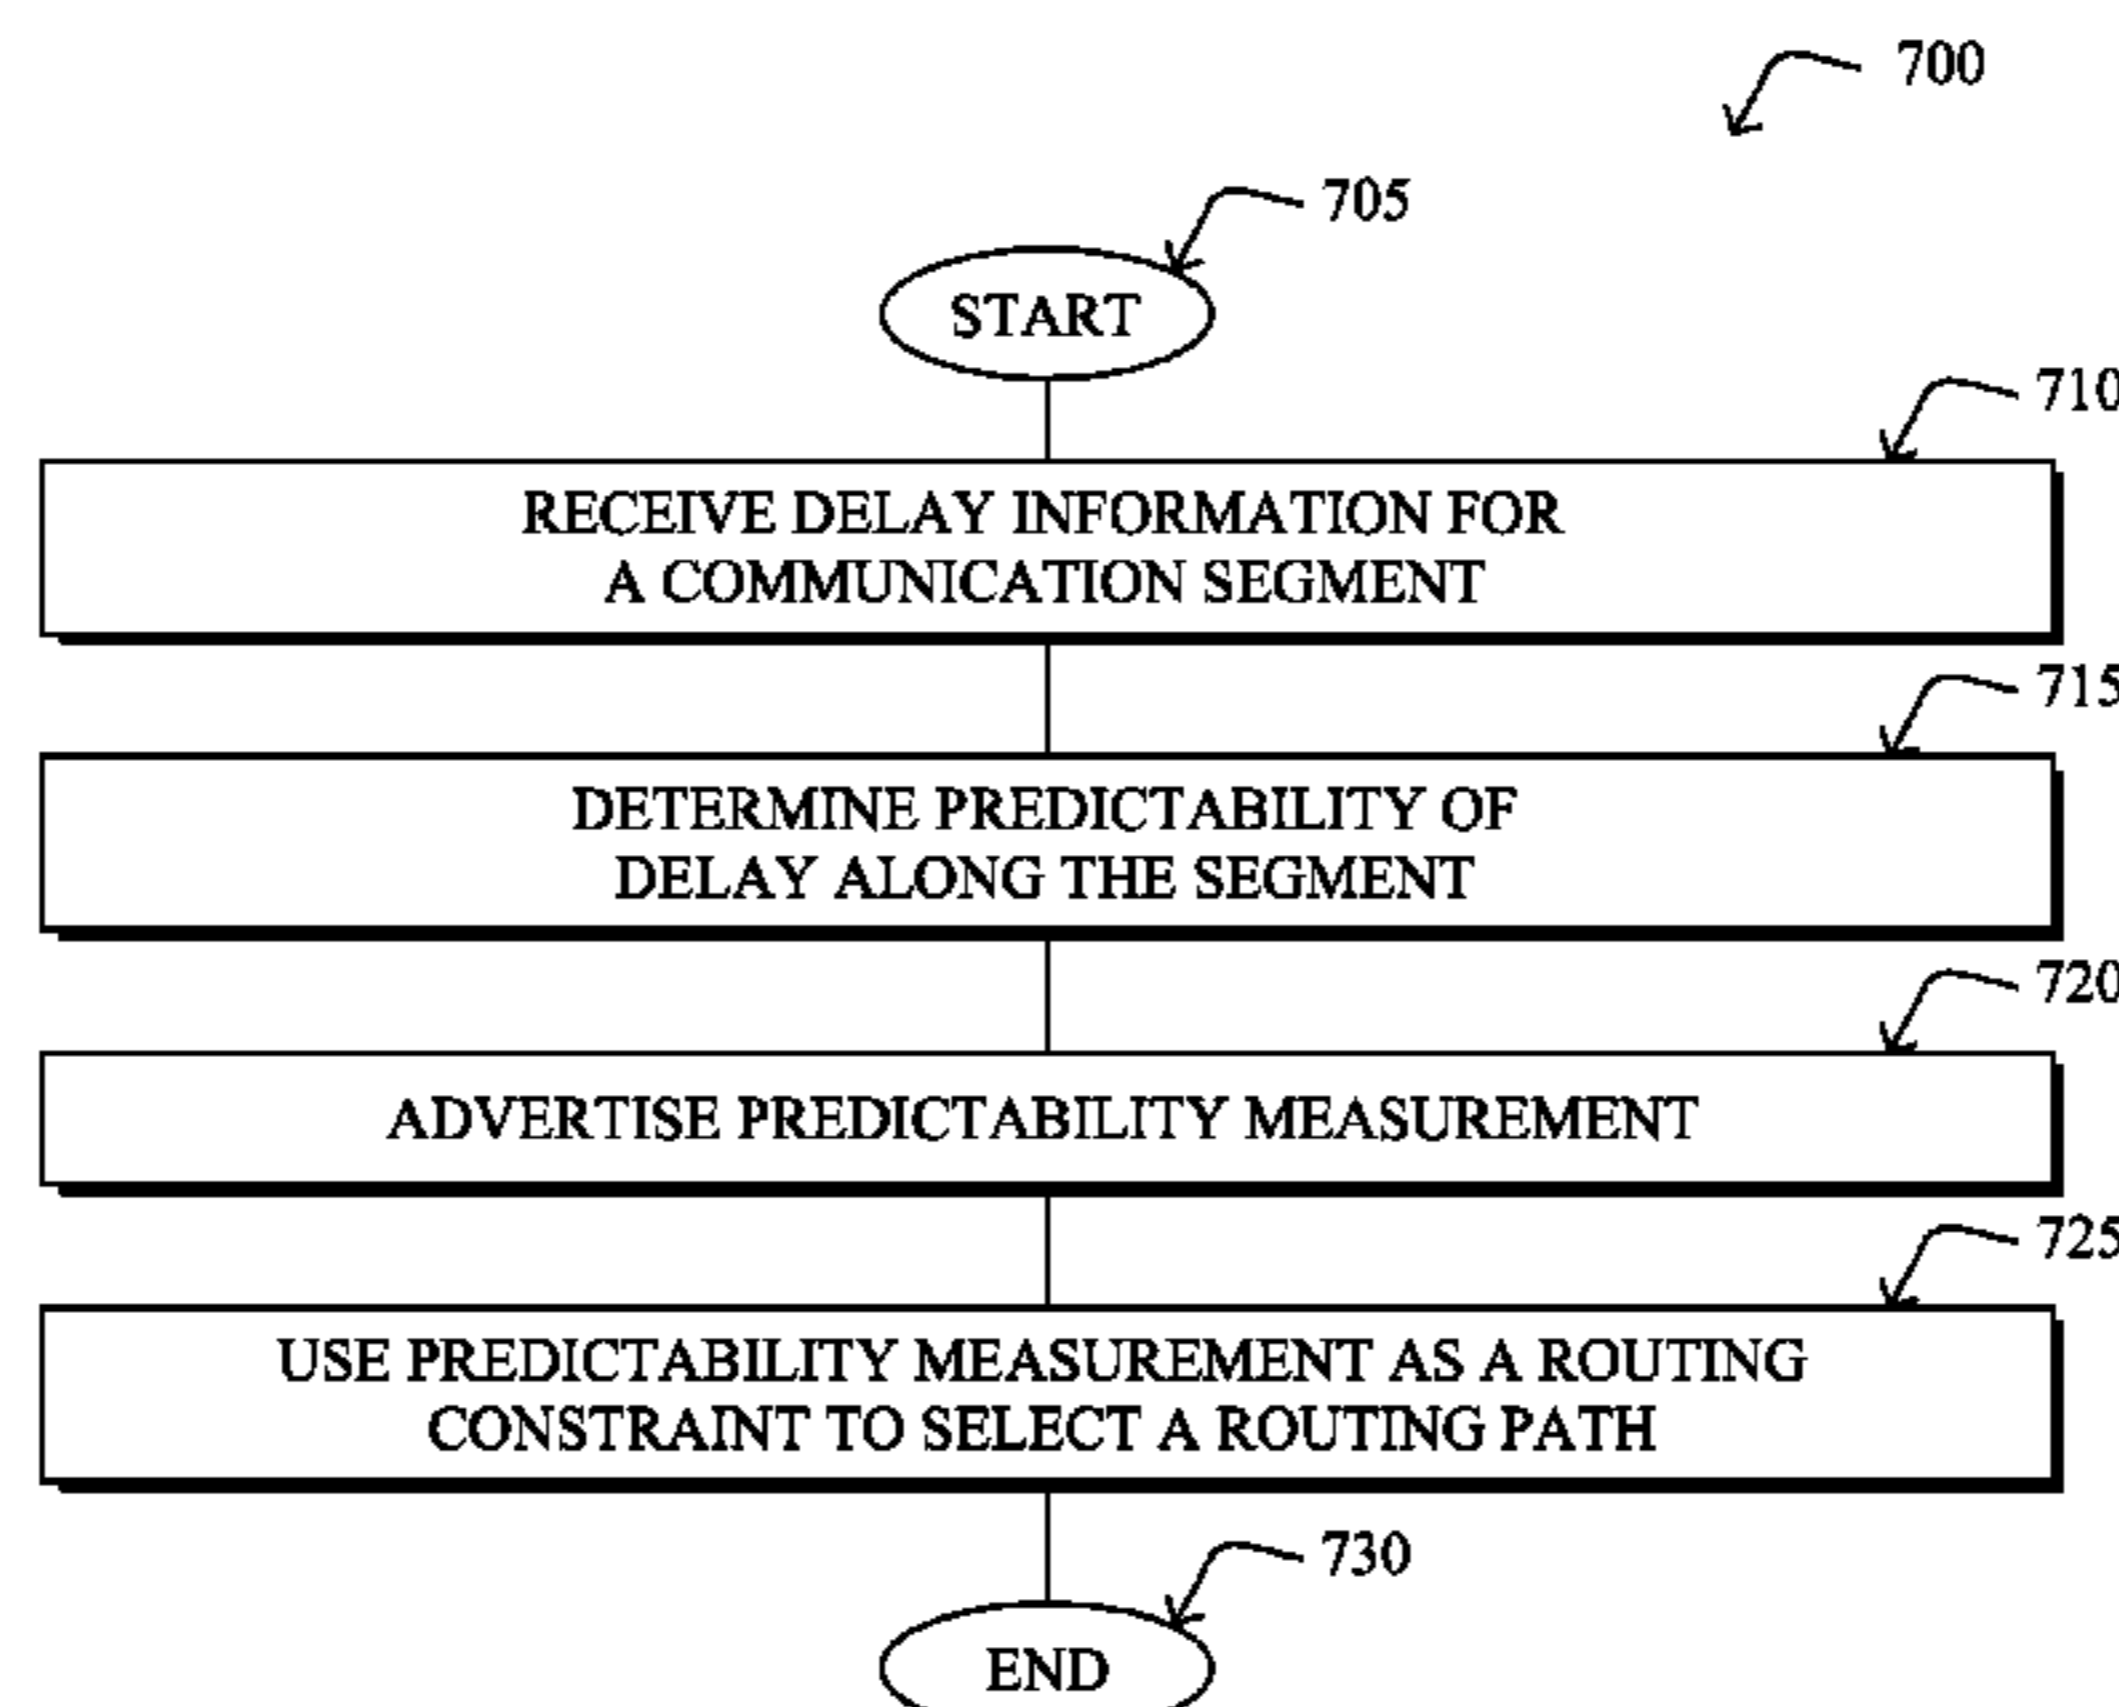 700
705
START
710
RECEIVE DELAY INFORMATION FOR
A COMMUNICATION SEGMENT
715
DETERMINE PREDICTABILITY OF
DELAY ALONG THE SEGMENT
720
ADVERTISE PREDICTABILITY MEASUREMENT
725
USE PREDICTABILITY MEASUREMENT AS A ROUTING
CONSTRAINT TO SELECT A ROUTING PATH
730
END